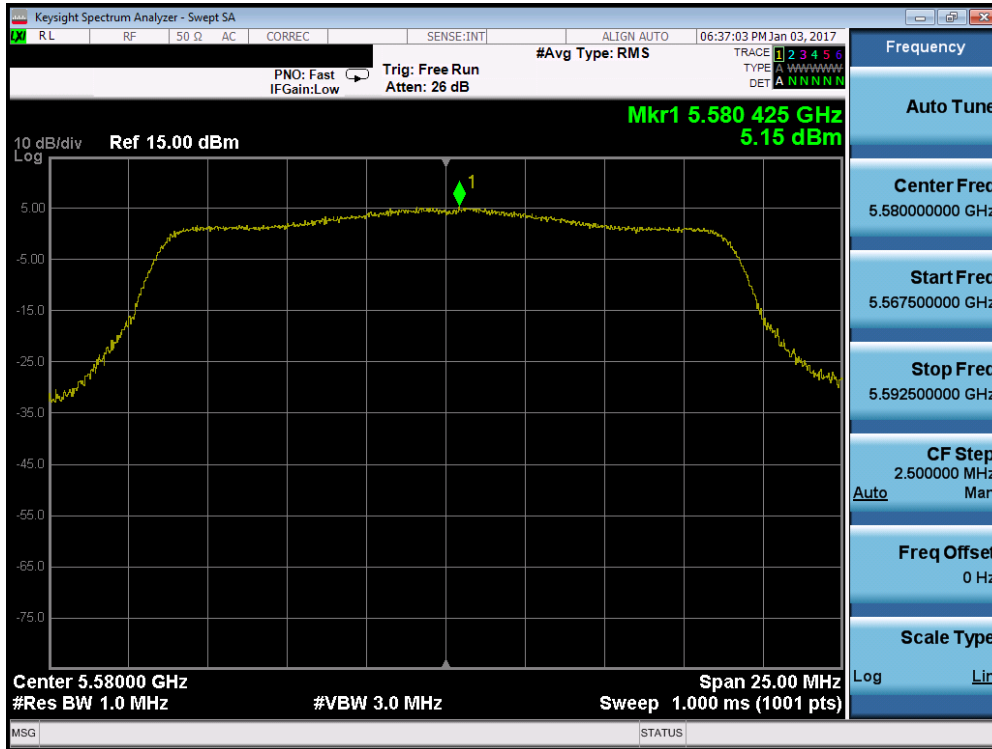 Keysight Spectrum Analyzer - Swept SA
LXI RL RF 50 Ω AC CORREC SENSE:INT ALIGN AUTO 06:37:03 PM Jan 03, 2017
Frequency
#Avg Type: RMS
TRACE 1 2 3 4 5 6
PNO: Fast Trig: Free Run
TYPE A WWWWW
IFGain:Low Atten: 26 dB
DET A N N N N N
Auto Tune
Mkr1 5.580 425 GHz
5.15 dBm
10 dB/div Ref 15.00 dBm
Log
1
5.00
-5.00
-15.0
-25.0
-35.0
-45.0
-55.0
-65.0
-75.0
Center Freq
5.580000000 GHz
Start Freq
5.567500000 GHz
Stop Freq
5.592500000 GHz
CF Step
2.500000 MHz
Auto Man
Freq Offset
0 Hz
Scale Type
Log Lin
Center 5.58000 GHz Span 25.00 MHz
#Res BW 1.0 MHz #VBW 3.0 MHz Sweep 1.000 ms (1001 pts)
MSG STATUS